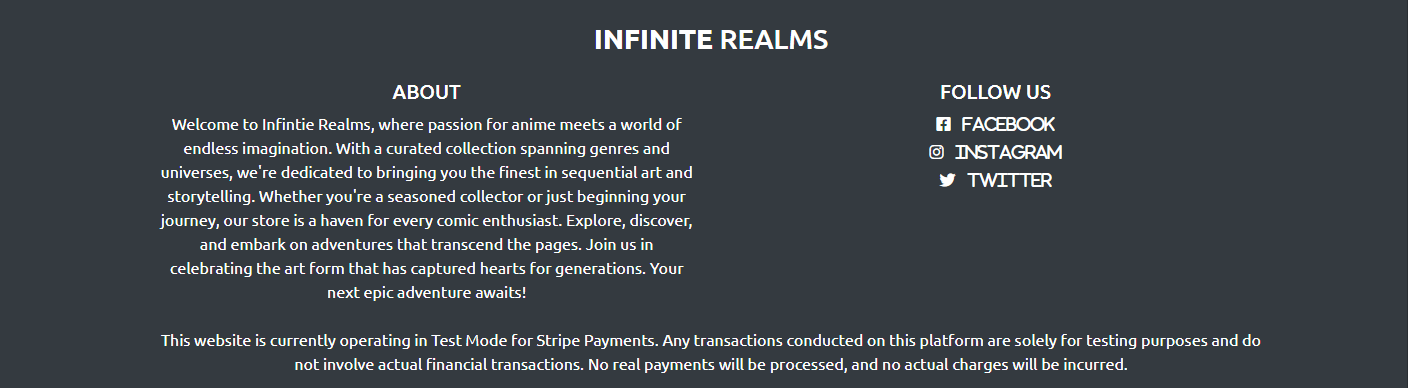 INFINITE REALMS
ABOUT
Welcome to Infintie Realms, where passion for anime meets a world of
endless imagination. With a curated collection spanning genres and
universes, we're dedicated to bringing you the finest in sequential art and
storytelling. Whether you're a seasoned collector or just beginning your
journey, our store is a haven for every comic enthusiast. Explore, discover,
and embark on adventures that transcend the pages. Join us in
celebrating the art form that has captured hearts for generations. Your
next epic adventure awaits!
FOLLOW US
FACEBOOK
INSTAGRAM
TWITTER
This website is currently operating in Test Mode for Stripe Payments. Any transactions conducted on this platform are solely for testing purposes and do
not involve actual financial transactions. No real payments will be processed, and no actual charges will be incurred.